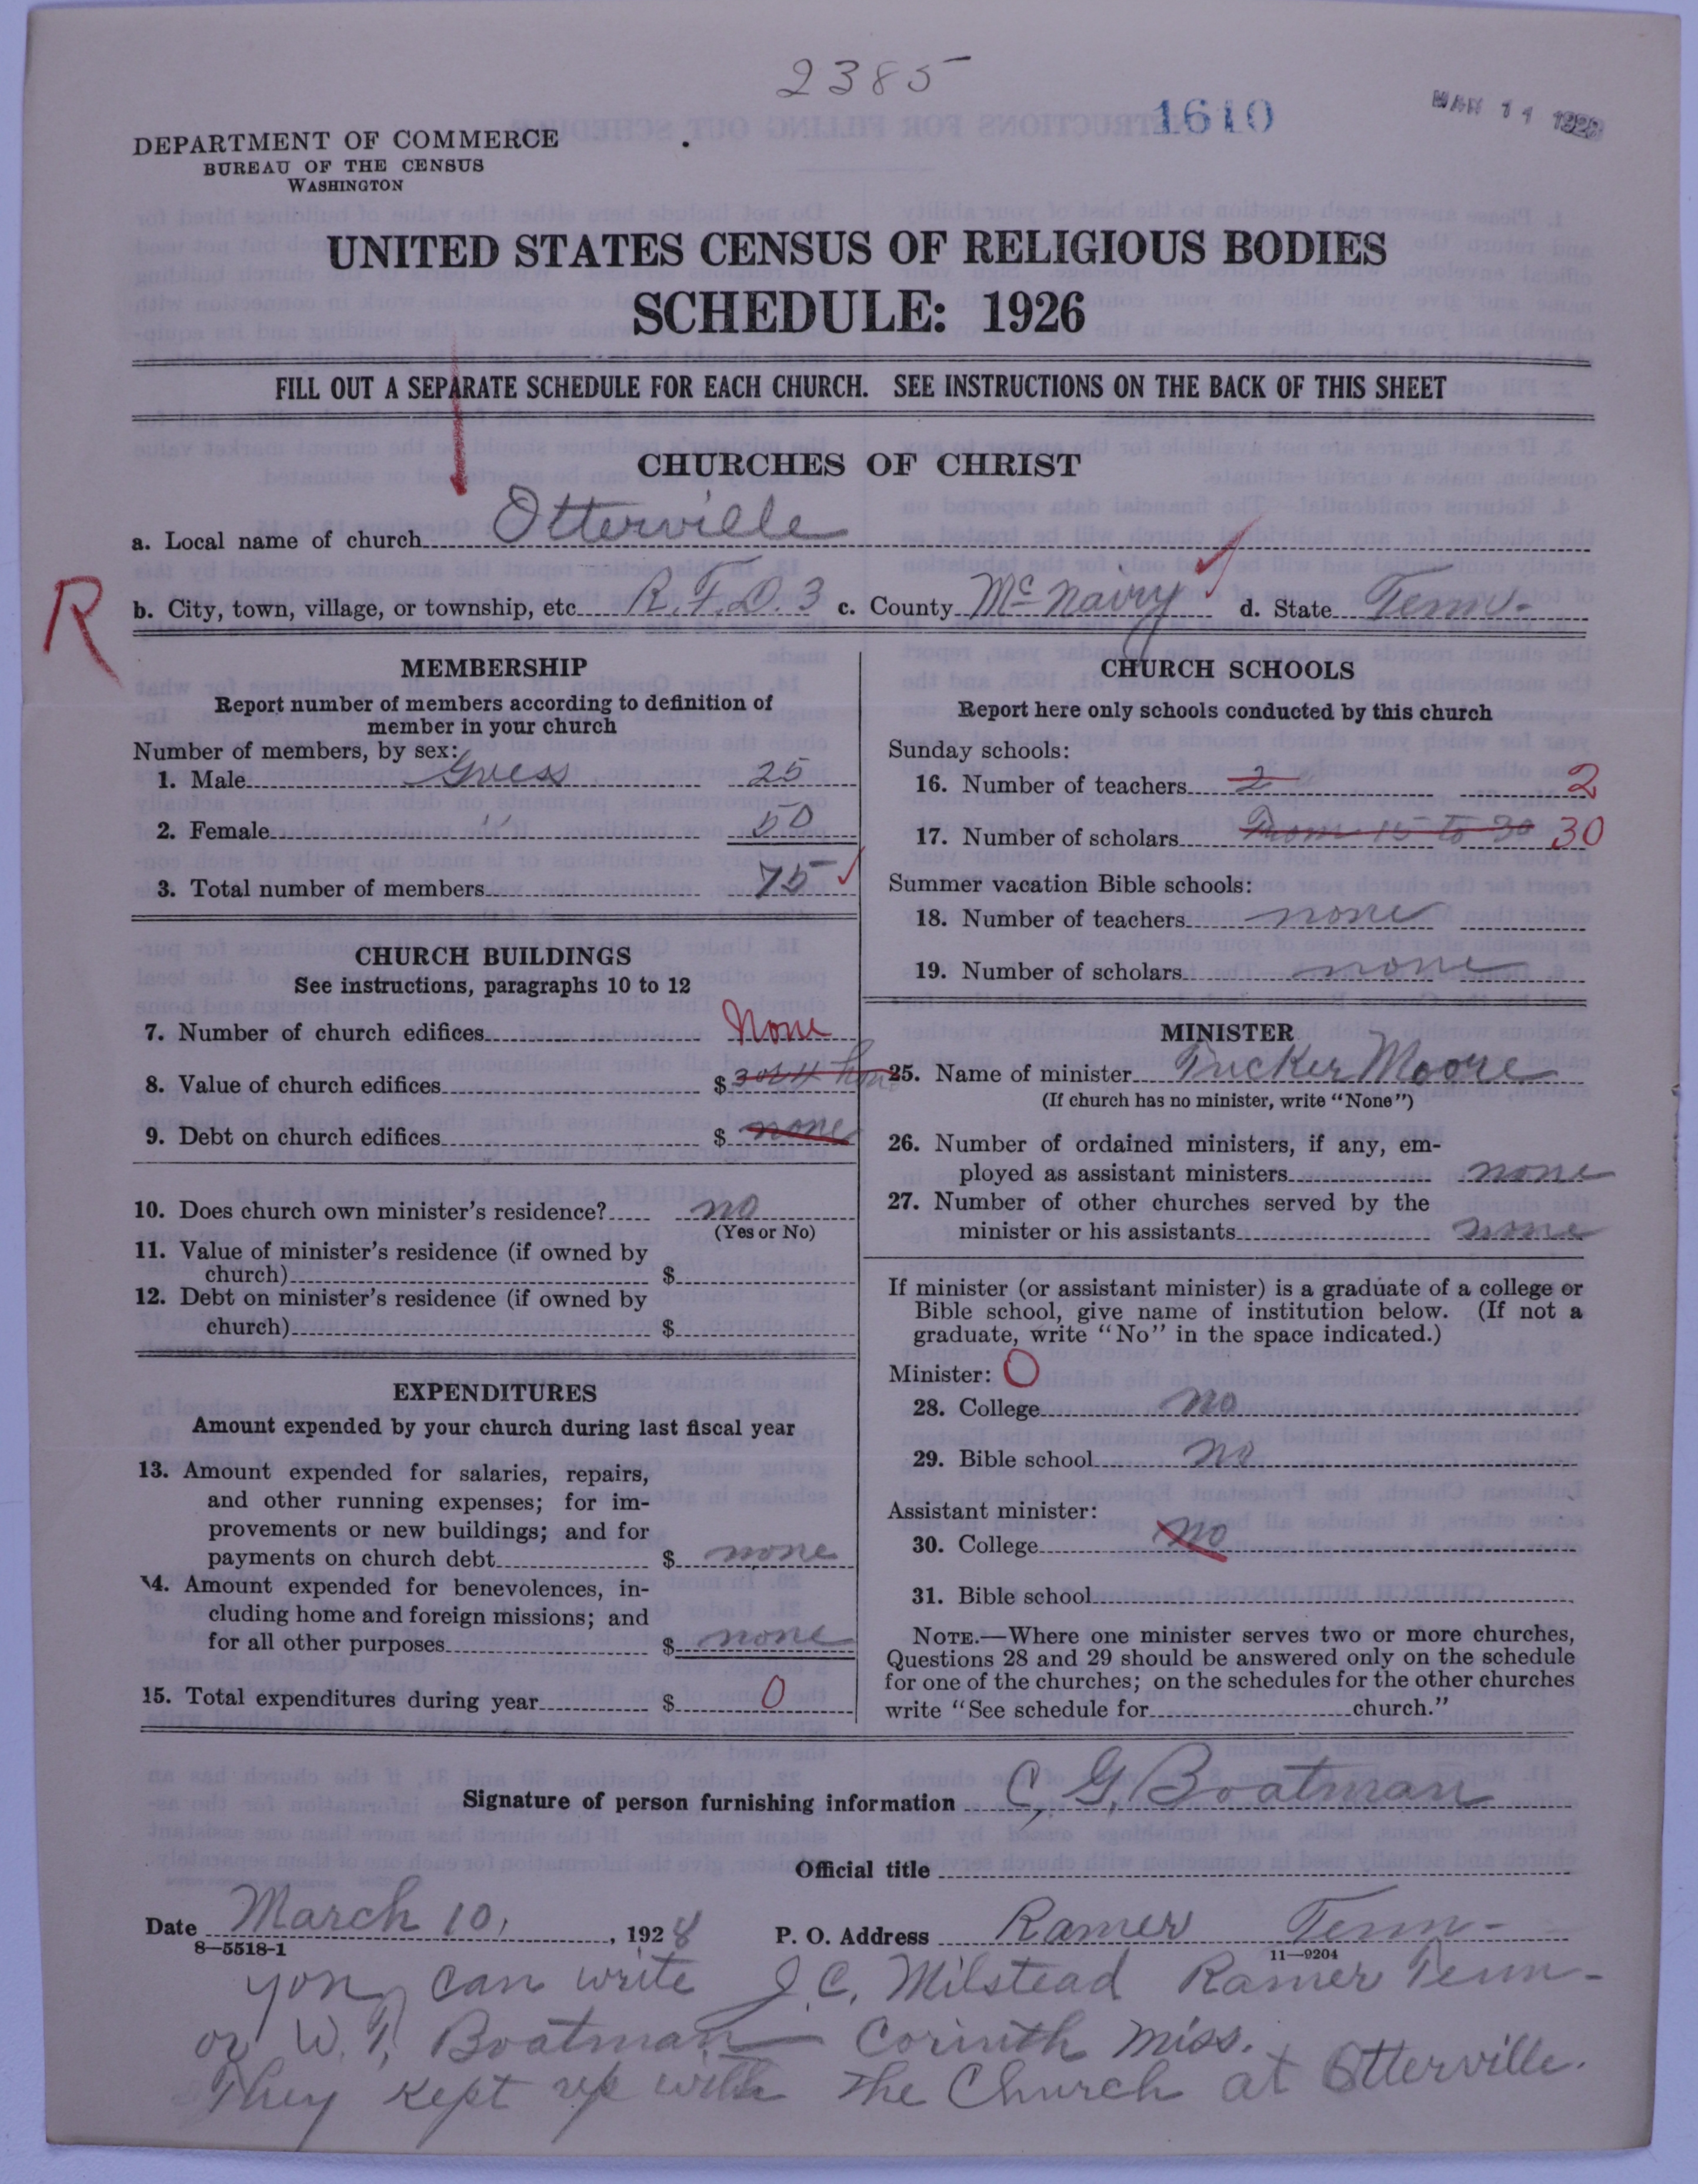 2385
1610
MAR 14 1928
DEPARTMENT OF COMMERCE
BUREAU OF THE CENSUS
WASHINGTON
UNITED STATES CENSUS OF RELIGIOUS BODIES
SCHEDULE: 1926
FILL OUT A SEPARATE SCHEDULE FOR EACH CHURCH. SEE INSTRUCTIONS ON THE BACK OF THIS SHEET
CHURCHES OF CHRIST
a. Local name of church Otterville
R
b. City, town, village, or township, etc R.F.D. 3 c. County McNavy d. State Tenn-
MEMBERSHIP
Report number of members according to definition of
member in your church
Number of members, by sex:
1. Male Guess 25
2. Female " 50
3. Total number of members 75
CHURCH BUILDINGS
See instructions, paragraphs 10 to 12
7. Number of church edifices None
8. Value of church edifices $
9. Debt on church edifices $ none
10. Does church own minister's residence? no
(Yes or No)
11. Value of minister's residence (if owned by
church) $
12. Debt on minister's residence (if owned by
church) $
EXPENDITURES
Amount expended by your church during last fiscal year
13. Amount expended for salaries, repairs,
and other running expenses; for im-
provements or new buildings; and for
payments on church debt $ none
14. Amount expended for benevolences, in-
cluding home and foreign missions; and
for all other purposes $ none
15. Total expenditures during year $ 0
CHURCH SCHOOLS
Report here only schools conducted by this church
Sunday schools:
16. Number of teachers 2 2
17. Number of scholars From 15 to 30 30
Summer vacation Bible schools:
18. Number of teachers none
19. Number of scholars none
MINISTER
25. Name of minister Tucker Moore
(If church has no minister, write "None")
26. Number of ordained ministers, if any, em-
ployed as assistant ministers none
27. Number of other churches served by the
minister or his assistants none
If minister (or assistant minister) is a graduate of a college or
Bible school, give name of institution below. (If not a
graduate, write "No" in the space indicated.)
Minister: O
28. College no
29. Bible school no
Assistant minister:
30. College no
31. Bible school
NOTE.—Where one minister serves two or more churches,
Questions 28 and 29 should be answered only on the schedule
for one of the churches; on the schedules for the other churches
write "See schedule for church."
Signature of person furnishing information C, G, Boatman
Official title
Date March 10, , 1928 P. O. Address Ramer Tenn-
8—5518-1 11—9204
you can write J. C. Milstead Ramer Tenn-
or W. T. Boatman Corinth Miss.
They kept up with the Church at Otterville.